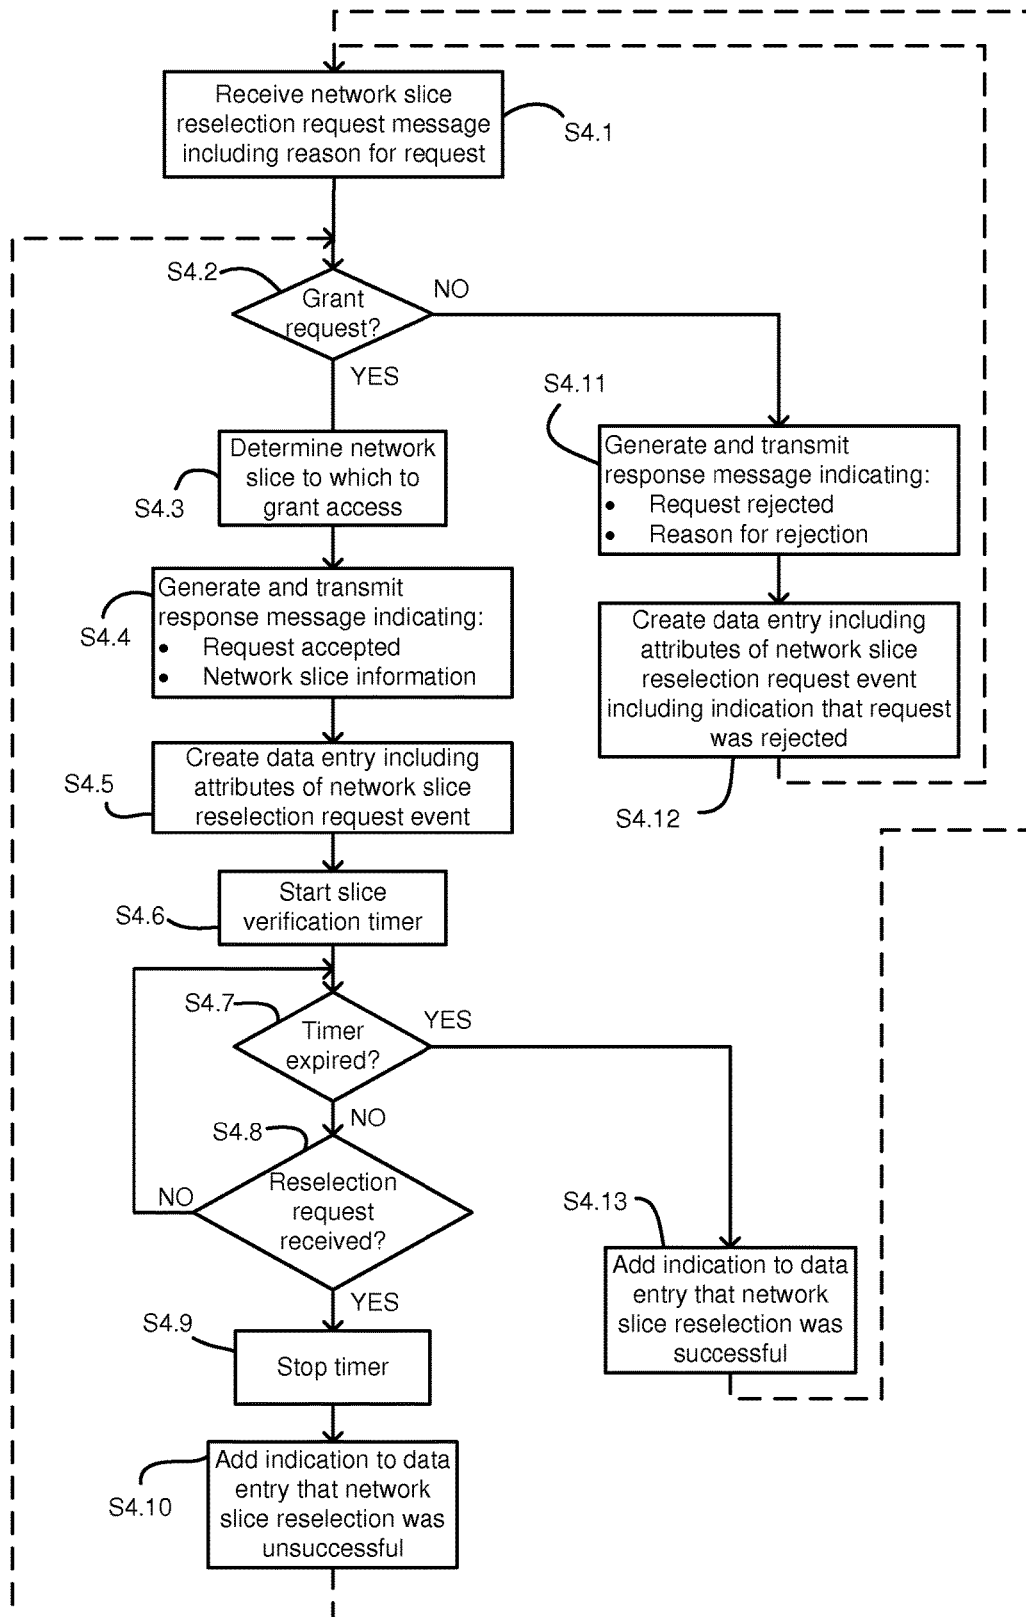 Receive network slice
reselection request message
including reason for request
S4.1
S4.2
Grant
request?
NO
YES
S4.3
Determine network
slice to which to
grant access
S4.11
Generate and transmit
response message indicating:
• Request rejected
• Reason for rejection
S4.4
Generate and transmit
response message indicating:
• Request accepted
• Network slice information
Create data entry including
attributes of network slice
reselection request event
including indication that request
was rejected
S4.12
S4.5
Create data entry including
attributes of network slice
reselection request event
S4.6
Start slice
verification timer
S4.7
Timer
expired?
YES
NO
S4.8
Reselection
request
received?
NO
YES
S4.13
Add indication to data
entry that network
slice reselection was
successful
S4.9
Stop timer
S4.10
Add indication to data
entry that network
slice reselection was
unsuccessful